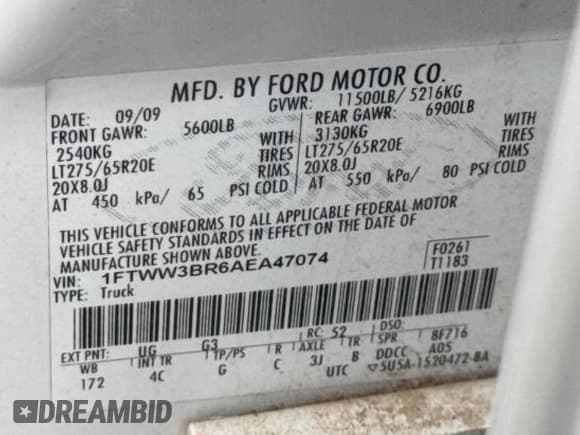 MFD. BY FORD MOTOR CO.
DATE: 09/09 GVWR: 11500LB/ 5216KG
FRONT GAWR: 5600LB REAR GAWR: 6900LB
2540KG WITH 3130KG WITH
LT275/65R20E TIRES LT275/65R20E TIRES
20X8.0J RIMS 20X8.0J RIMS
AT 450 kPa/ 65 PSI COLD AT 550 kPa/ 80 PSI COLD
THIS VEHICLE CONFORMS TO ALL APPLICABLE FEDERAL MOTOR
VEHICLE SAFETY STANDARDS IN EFFECT ON THE DATE OF
MANUFACTURE SHOWN ABOVE.
VIN: 1FTWW3BR6AEA47074 F0261
TYPE: Truck T1183
EXT PNT: UG G3 RC: 52 DSO:
WB INT TR TP/PS R AXLE TR SPR 8F716
172 4C G C 3J B DDCC A05
UTC 5U5A-1520472-BA
DREAMBID